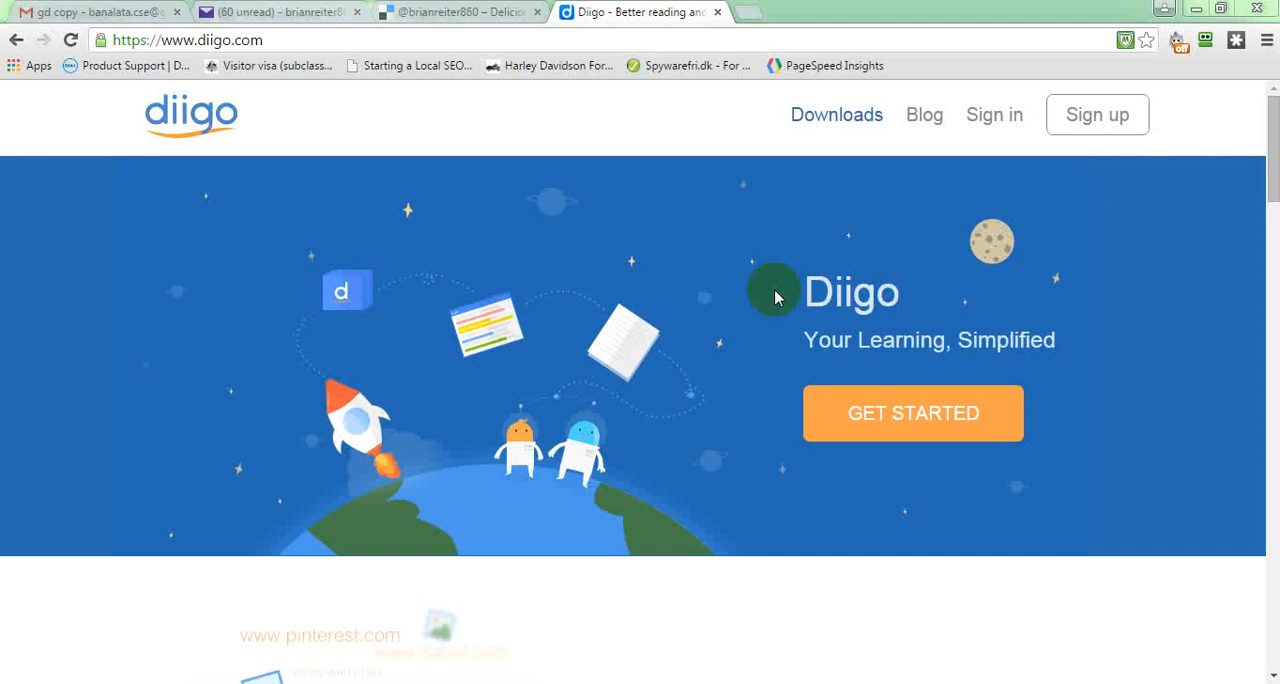 gd copy - banalata.cse@g
(60 unread) - brianreiter8
@brianreiter860 – Delicio
Diigo - Better reading and
https://www.diigo.com
off
Apps
Product Support | D...
Visitor visa (subclass...
Starting a Local SEO...
Harley Davidson For...
Spywarefri.dk - For ...
PageSpeed Insights
diigo
Downloads
Blog
Sign in
Sign up
d
Diigo
Your Learning, Simplified
GET STARTED
www.pinterest.com